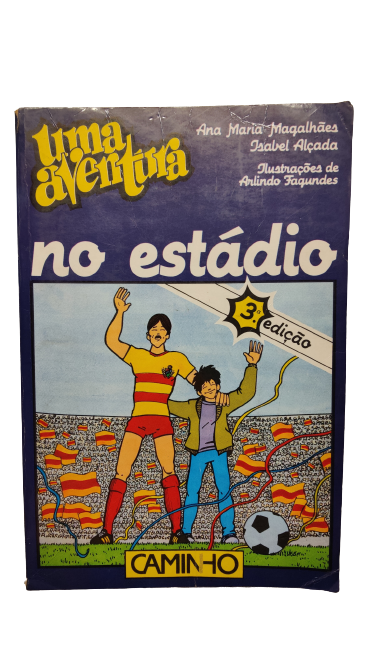 uma
aventura
Ana Maria Magalhães
Isabel Alçada
Ilustrações de
Arlindo Fagundes
no estádio
3.ª
edição
CAMINHO